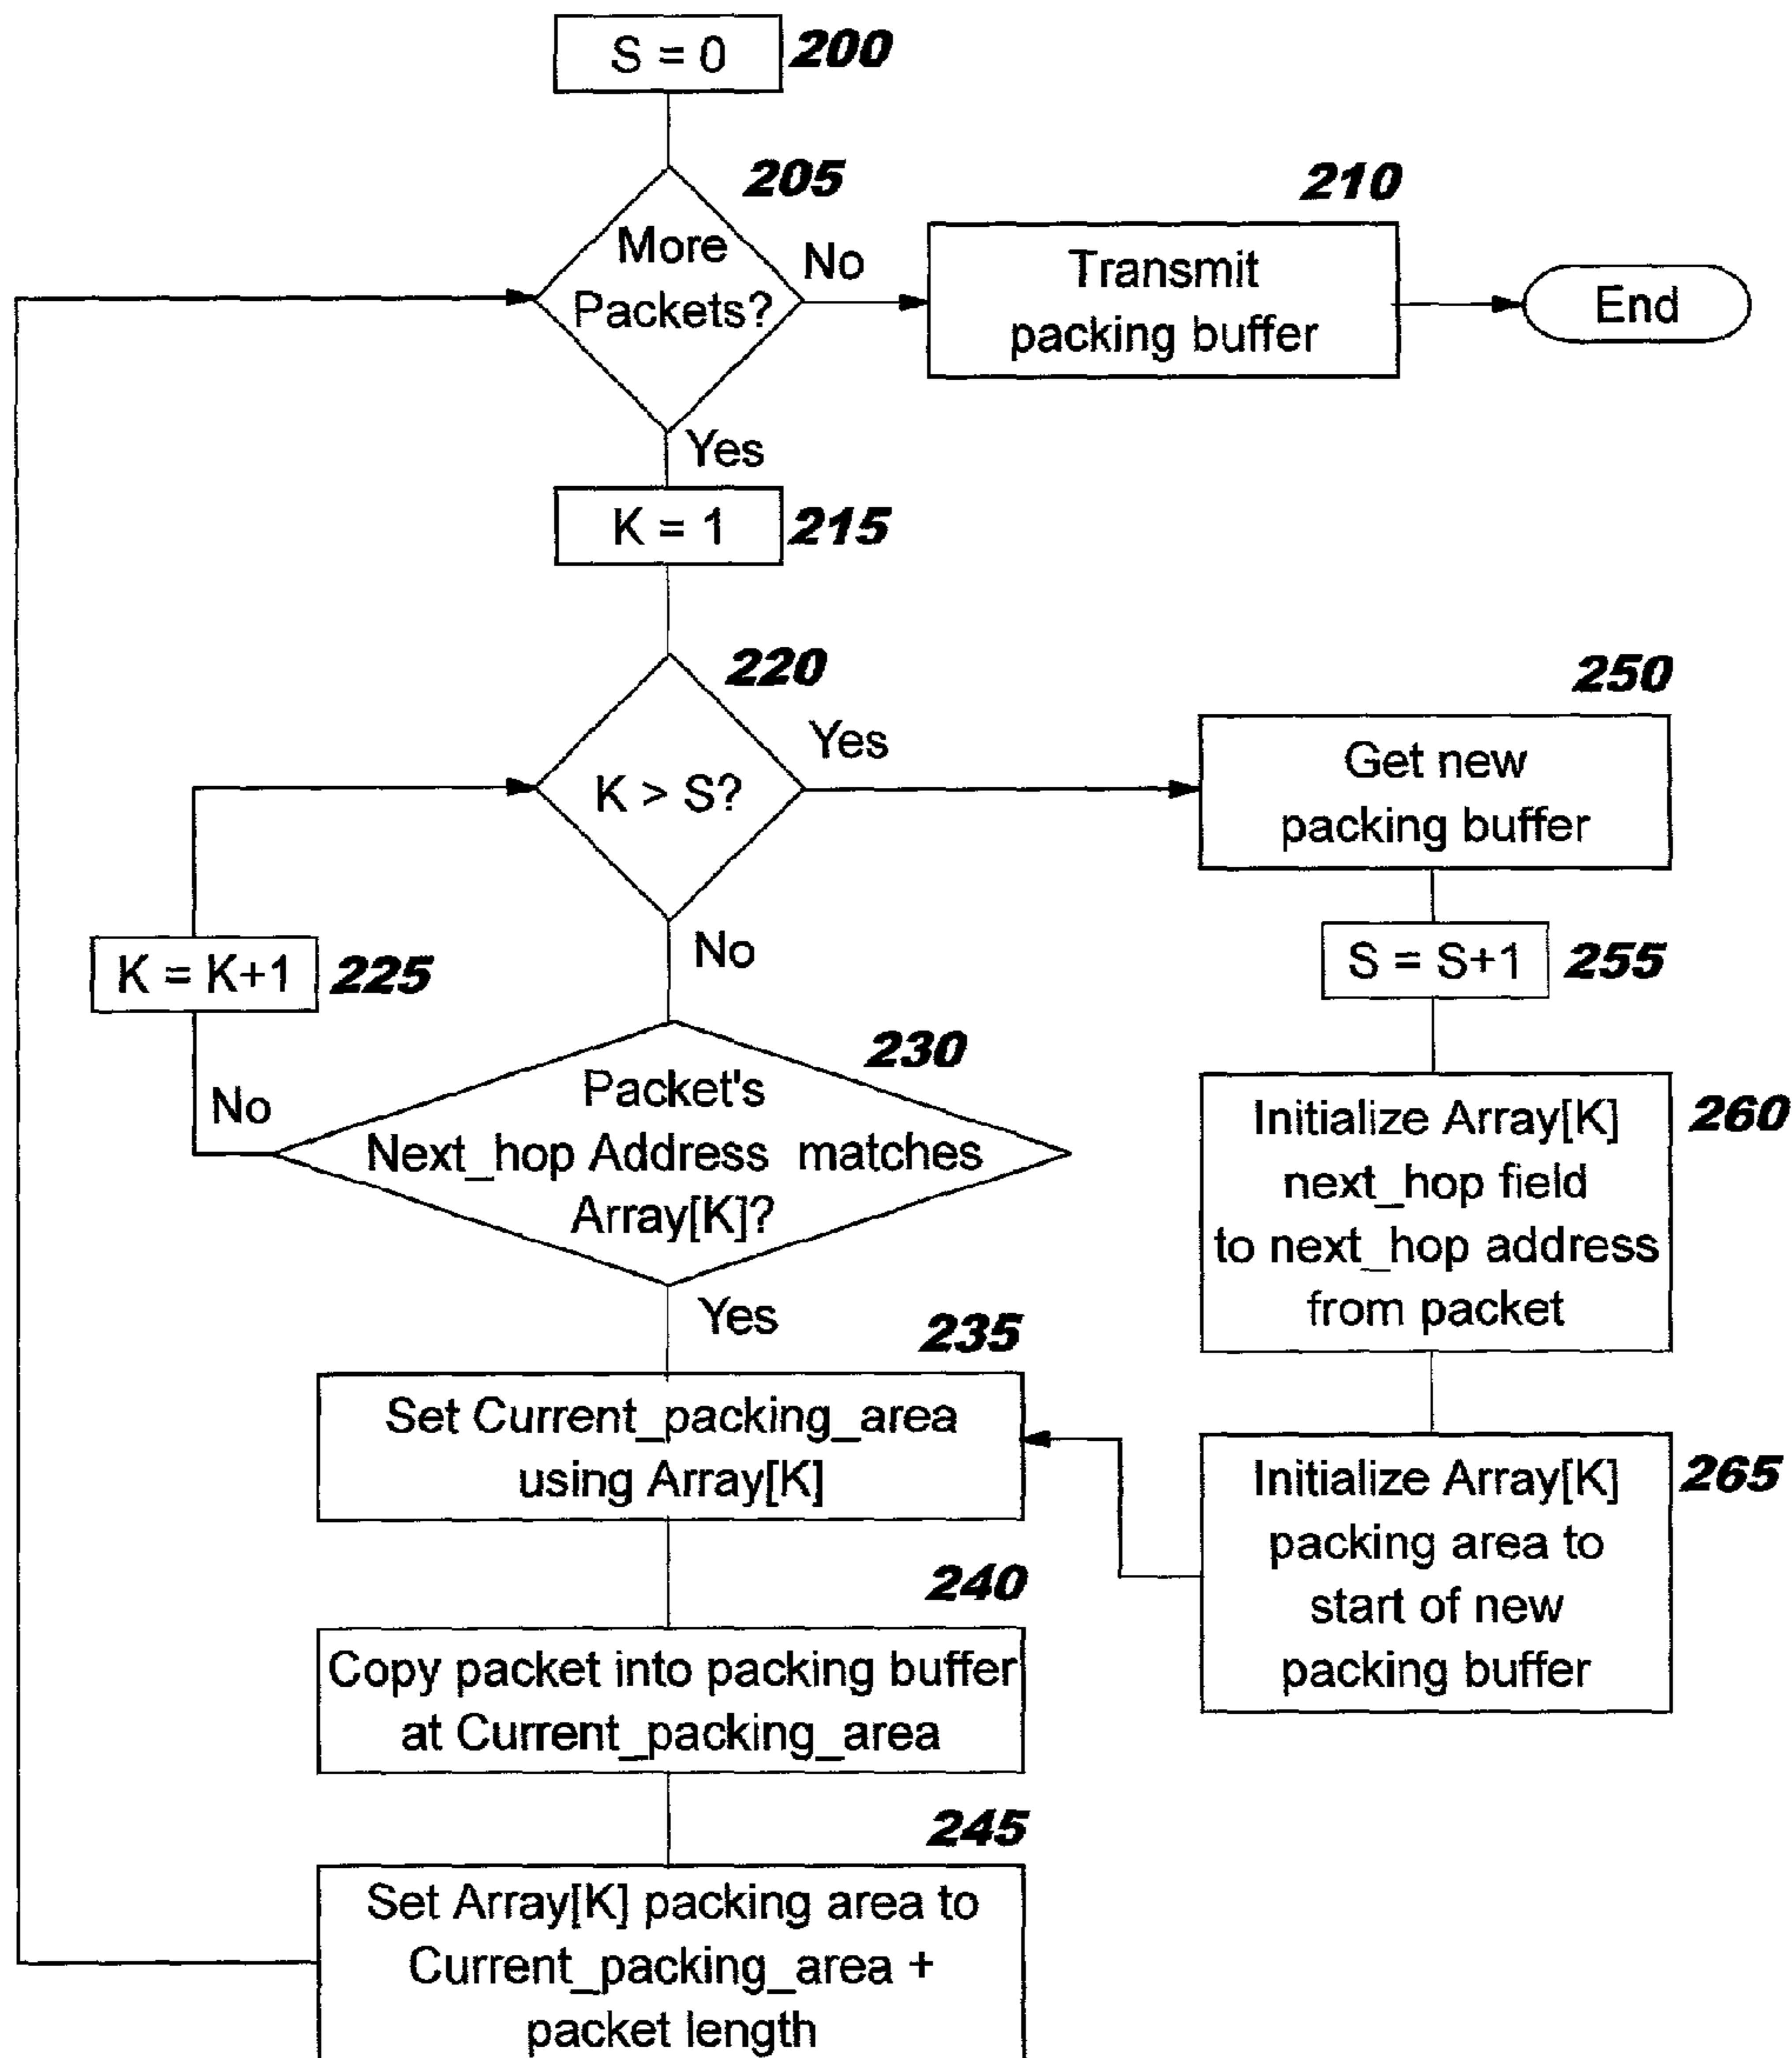 S = 0
200
205
More
Packets?
No
210
Transmit
packing buffer
End
Yes
K = 1
215
220
K > S?
Yes
250
Get new
packing buffer
No
K = K+1
225
S = S+1
255
230
Packet's
Next_hop Address matches
Array[K]?
No
Yes
260
Initialize Array[K]
next_hop field
to next_hop address
from packet
235
Set Current_packing_area
using Array[K]
265
Initialize Array[K]
packing area to
start of new
packing buffer
240
Copy packet into packing buffer
at Current_packing_area
245
Set Array[K] packing area to
Current_packing_area +
packet length